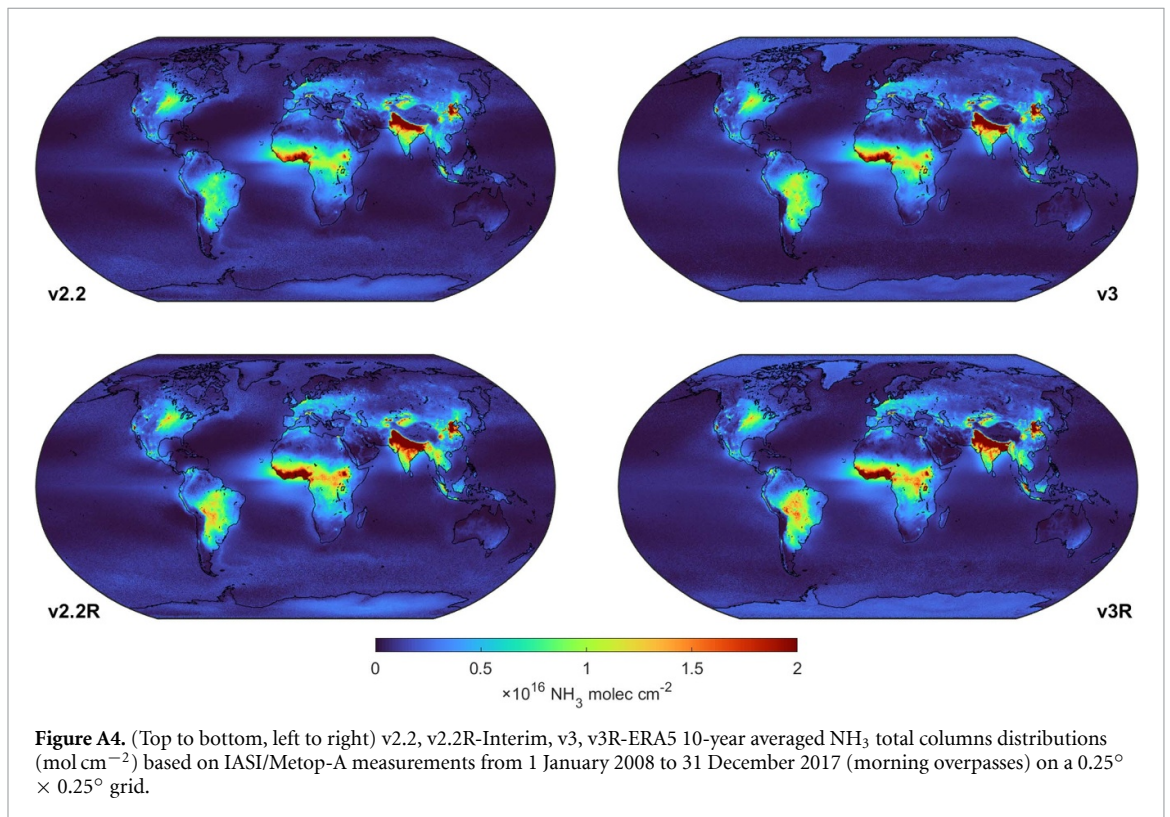 v2.2
v3
v2.2R
v3R
0 0.5 1 1.5 2
×10¹⁶ NH₃ molec cm⁻²
Figure A4. (Top to bottom, left to right) v2.2, v2.2R-Interim, v3, v3R-ERA5 10-year averaged NH₃ total columns distributions
(mol cm⁻²) based on IASI/Metop-A measurements from 1 January 2008 to 31 December 2017 (morning overpasses) on a 0.25°
× 0.25° grid.